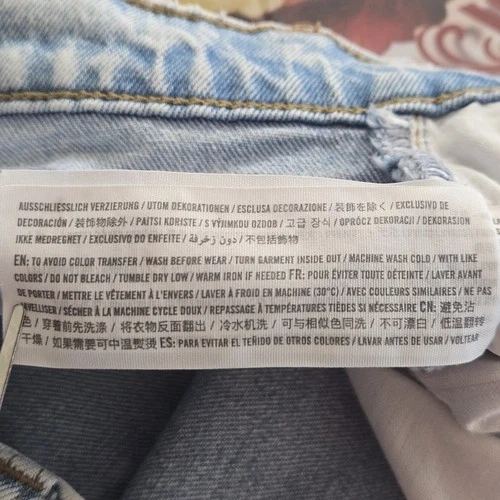 AUSSCHLIESSLICH VERZIERUNG / UTOM DEKORATIONEN / ESCLUSA DECORAZIONE / 装飾を除く / EXCLUSIVO DE
DECORACIÓN / 装饰物除外 / PAITSI KORISTE / S VÝJIMKOU OZDOB / 고급 장식 / OPRÓCZ DEKORACJI / DEKORASJON
IKKE MEDREGNET / EXCLUSIVO DO ENFEITE / دون زخرفة / 不包括飾物
EN: TO AVOID COLOR TRANSFER / WASH BEFORE WEAR / TURN GARMENT INSIDE OUT / MACHINE WASH COLD / WITH LIKE
COLORS / DO NOT BLEACH / TUMBLE DRY LOW / WARM IRON IF NEEDED FR: POUR ÉVITER TOUTE DÉTEINTE / LAVER AVANT
DE PORTER / METTRE LE VÊTEMENT À L'ENVERS / LAVER À FROID EN MACHINE (30°C) / AVEC COULEURS SIMILAIRES / NE PAS
JAVELLISER / SÉCHER À LA MACHINE CYCLE DOUX / REPASSAGE À TEMPÉRATURES TIÈDES SI NÉCESSAIRE CN: 避免沾
色 / 穿着前先洗涤 / 将衣物反面翻出 / 冷水机洗 / 可与相似色同洗 / 不可漂白 / 低温翻转
干燥 / 如果需要可中温熨烫 ES: PARA EVITAR EL TEÑIDO DE OTROS COLORES / LAVAR ANTES DE USAR / VOLTEAR